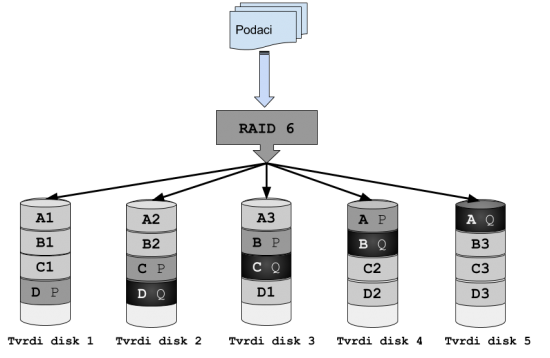 Podaci
RAID 6
A1 A2 A3 A P A Q
B1 B2 B P B Q B3
C1 C P C Q C2 C3
D P D Q D1 D2 D3
Tvrdi disk 1 Tvrdi disk 2 Tvrdi disk 3 Tvrdi disk 4 Tvrdi disk 5